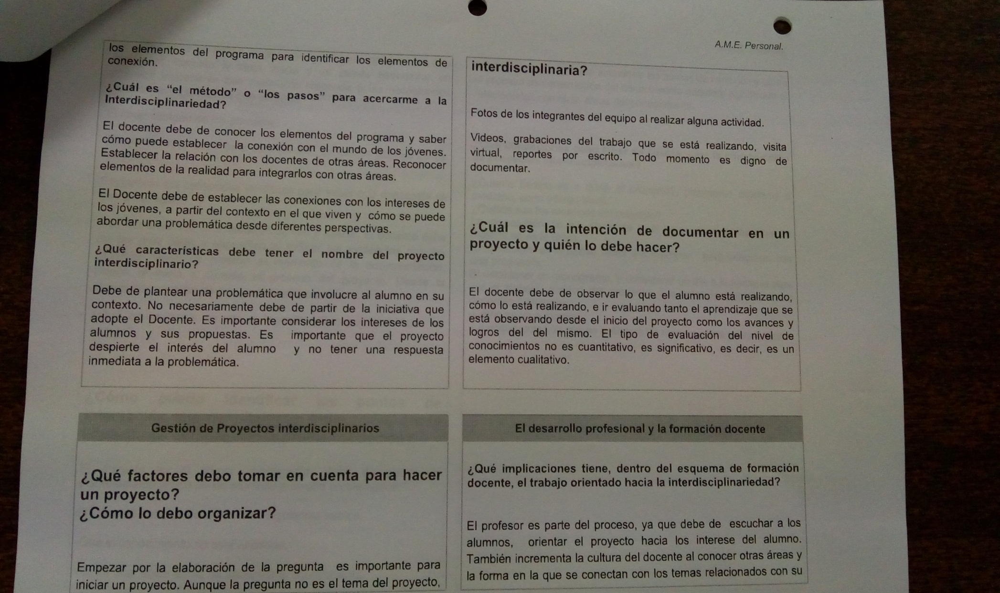 A.M.E. Personal.
los elementos del programa para identificar los elementos de
conexión.
¿Cuál es “el método” o “los pasos” para acercarme a la
Interdisciplinariedad?
El docente debe de conocer los elementos del programa y saber
cómo puede establecer la conexión con el mundo de los jóvenes.
Establecer la relación con los docentes de otras áreas. Reconocer
elementos de la realidad para integrarlos con otras áreas.
El Docente debe de establecer las conexiones con los intereses de
los jóvenes, a partir del contexto en el que viven y cómo se puede
abordar una problemática desde diferentes perspectivas.
¿Qué características debe tener el nombre del proyecto
interdisciplinario?
Debe de plantear una problemática que involucre al alumno en su
contexto. No necesariamente debe de partir de la iniciativa que
adopte el Docente. Es importante considerar los intereses de los
alumnos y sus propuestas. Es importante que el proyecto
despierte el interés del alumno y no tener una respuesta
inmediata a la problemática.
interdisciplinaria?
Fotos de los integrantes del equipo al realizar alguna actividad.
Videos, grabaciones del trabajo que se está realizando, visita
virtual, reportes por escrito. Todo momento es digno de
documentar.
¿Cuál es la intención de documentar en un
proyecto y quién lo debe hacer?
El docente debe de observar lo que el alumno está realizando,
cómo lo está realizando, e ir evaluando tanto el aprendizaje que se
está observando desde el inicio del proyecto como los avances y
logros del del mismo. El tipo de evaluación del nivel de
conocimientos no es cuantitativo, es significativo, es decir, es un
elemento cualitativo.
Gestión de Proyectos interdisciplinarios
¿Qué factores debo tomar en cuenta para hacer
un proyecto?
¿Cómo lo debo organizar?
Empezar por la elaboración de la pregunta es importante para
iniciar un proyecto. Aunque la pregunta no es el tema del proyecto,
El desarrollo profesional y la formación docente
¿Qué implicaciones tiene, dentro del esquema de formación
docente, el trabajo orientado hacia la interdisciplinariedad?
El profesor es parte del proceso, ya que debe de escuchar a los
alumnos, orientar el proyecto hacia los interese del alumno.
También incrementa la cultura del docente al conocer otras áreas y
la forma en la que se conectan con los temas relacionados con su